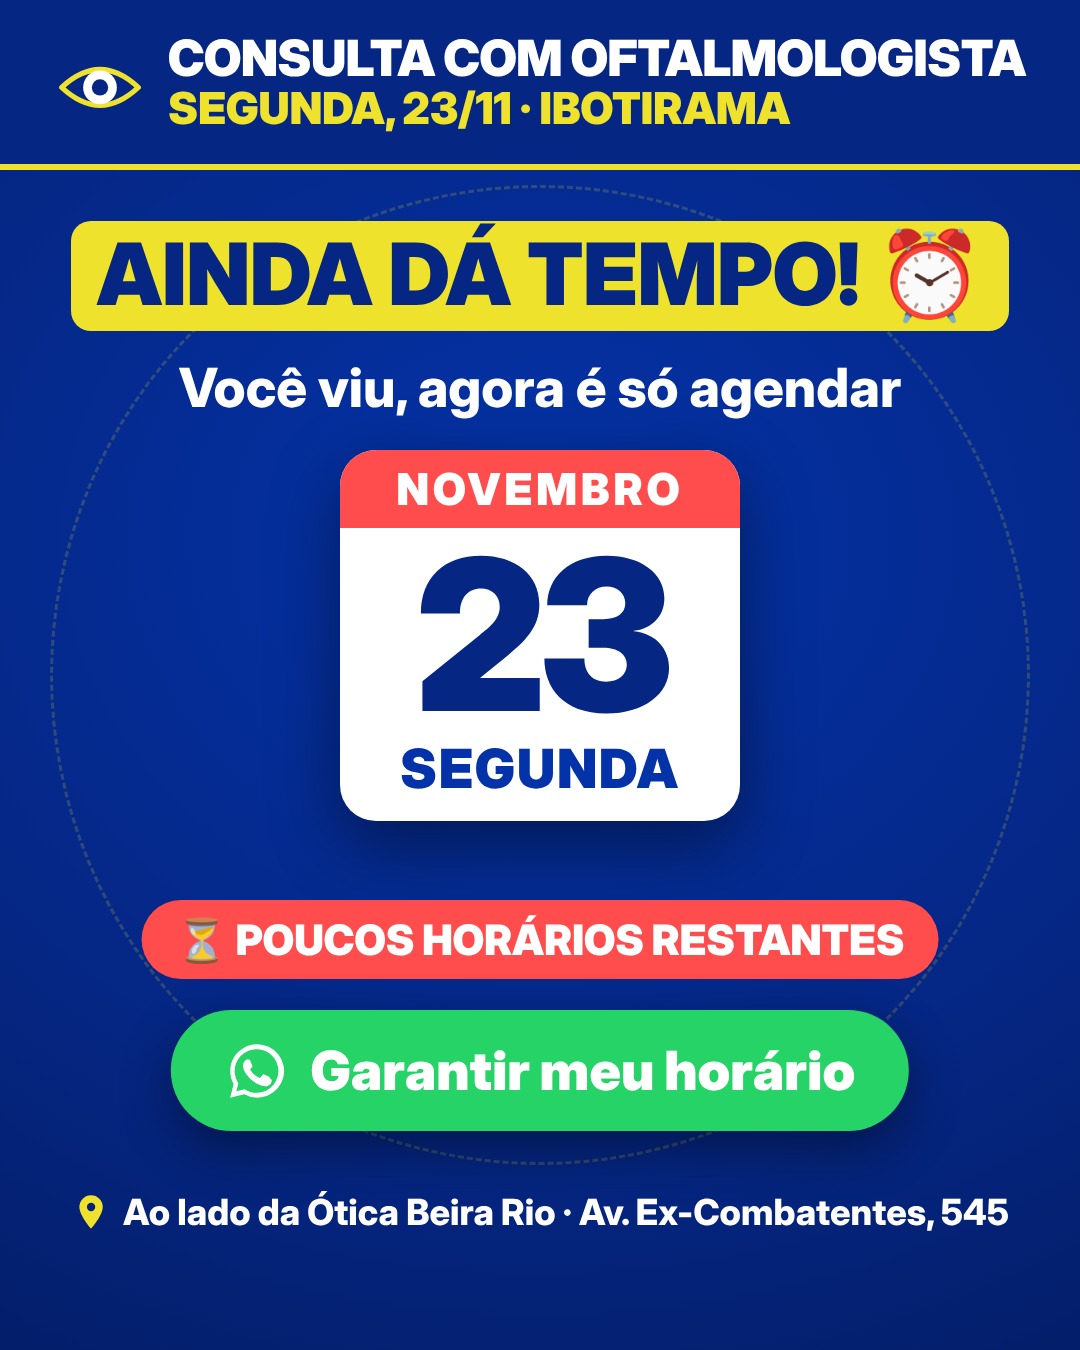 CONSULTA COM OFTALMOLOGISTA
SEGUNDA, 23/11 · IBOTIRAMA
AINDA DÁ TEMPO! ⏰
Você viu, agora é só agendar
NOVEMBRO
23
SEGUNDA
⏳ POUCOS HORÁRIOS RESTANTES
Garantir meu horário
Ao lado da Ótica Beira Rio · Av. Ex-Combatentes, 545